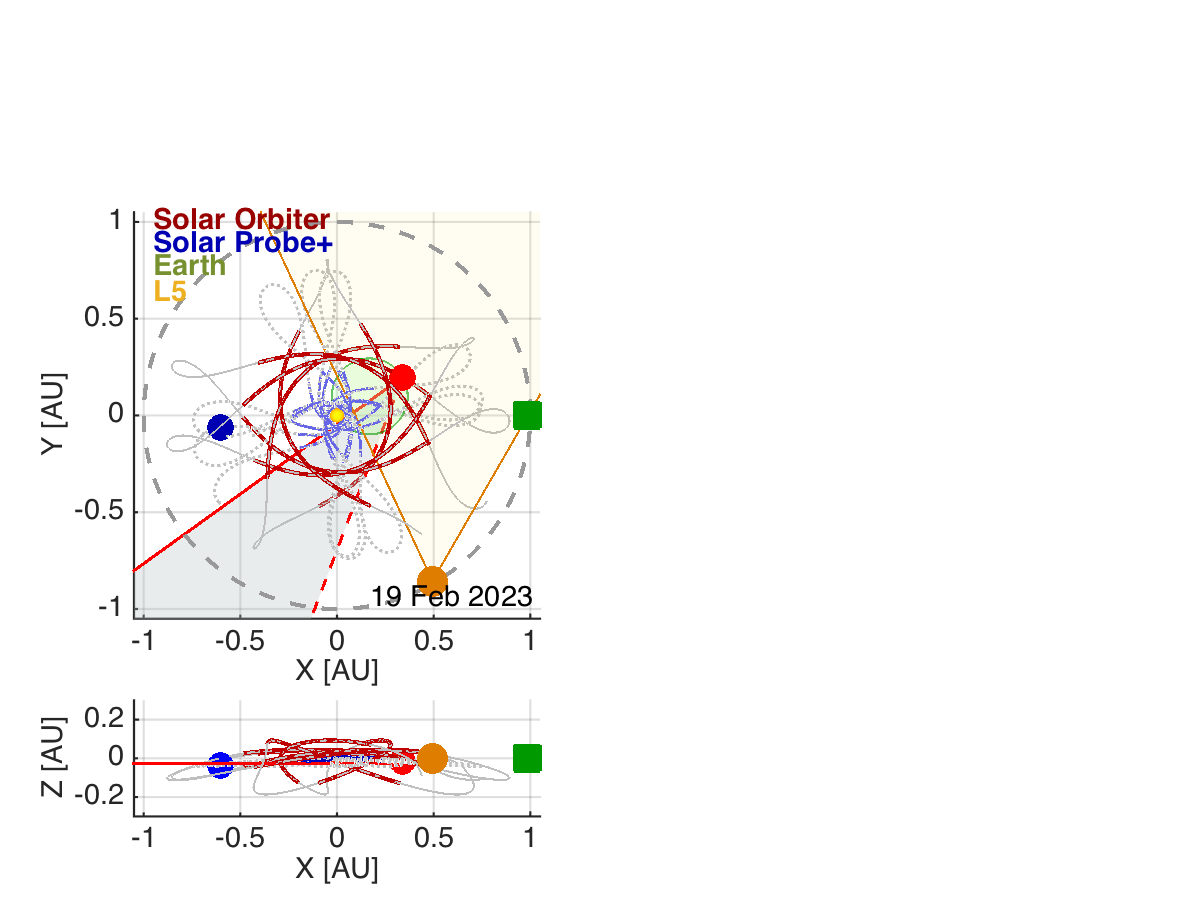 Solar Orbiter
Solar Probe+
Earth
L5
1
0.5
0
-0.5
-1
Y [AU]
19 Feb 2023
-1 -0.5 0 0.5 1
X [AU]
0.2
0
-0.2
Z [AU]
-1 -0.5 0 0.5 1
X [AU]